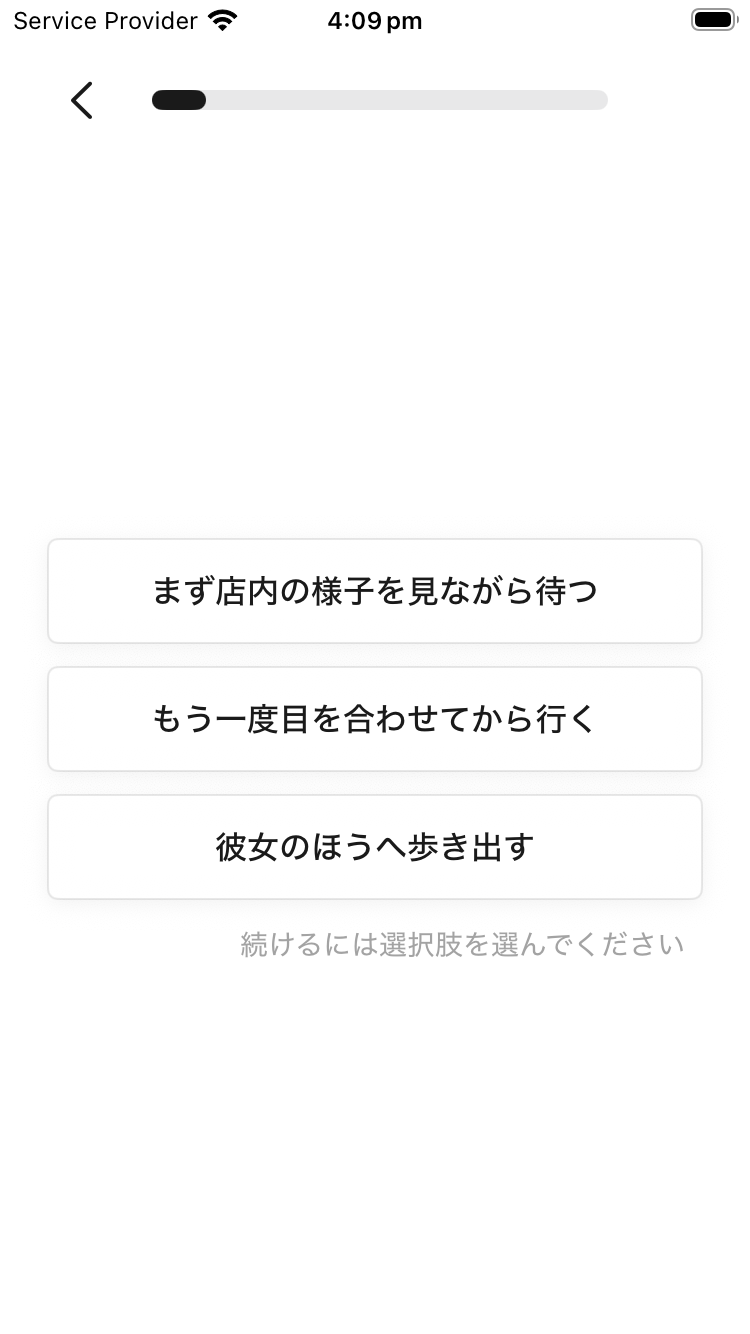 Service Provider 4:09 pm
まず店内の様子を見ながら待つ
もう一度目を合わせてから行く
彼女のほうへ歩き出す
続けるには選択肢を選んでください